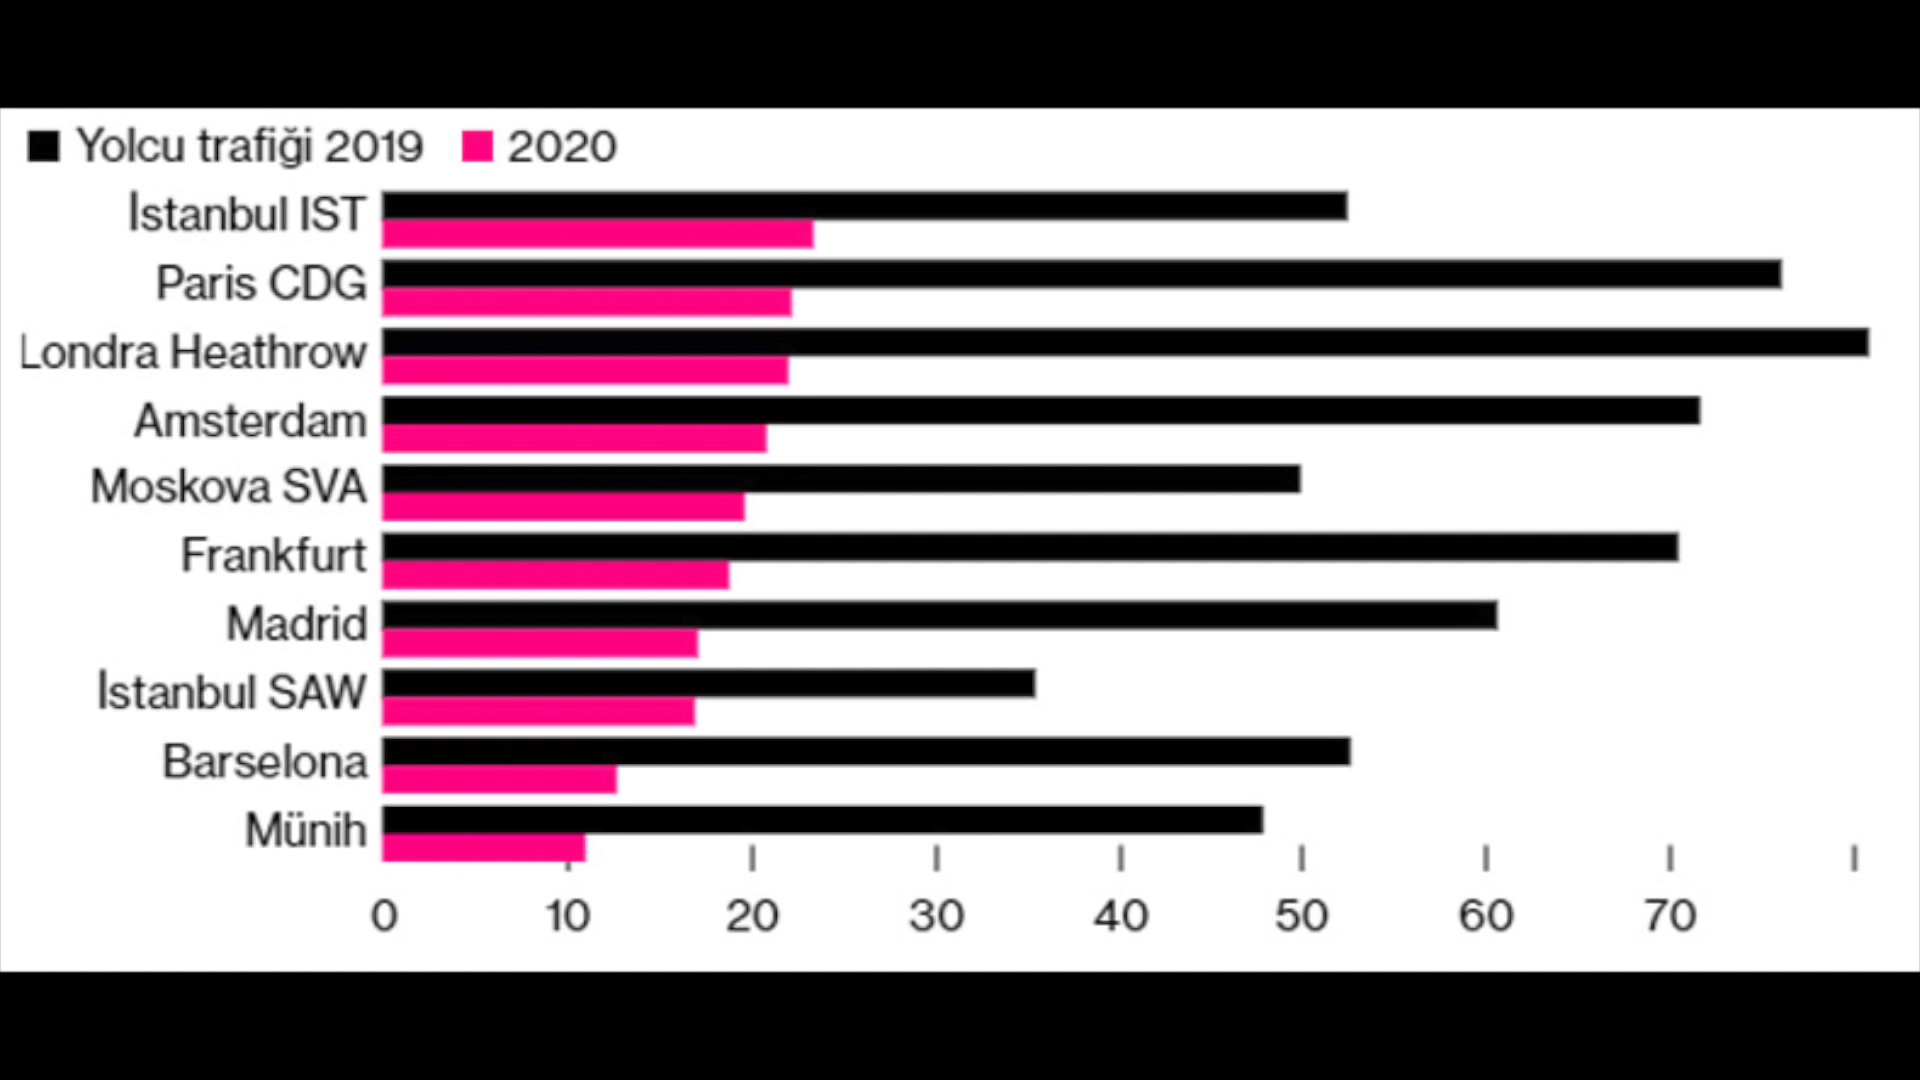 Yolcu trafiği 2019 2020
İstanbul IST
Paris CDG
Londra Heathrow
Amsterdam
Moskova SVA
Frankfurt
Madrid
İstanbul SAW
Barselona
Münih
0 10 20 30 40 50 60 70